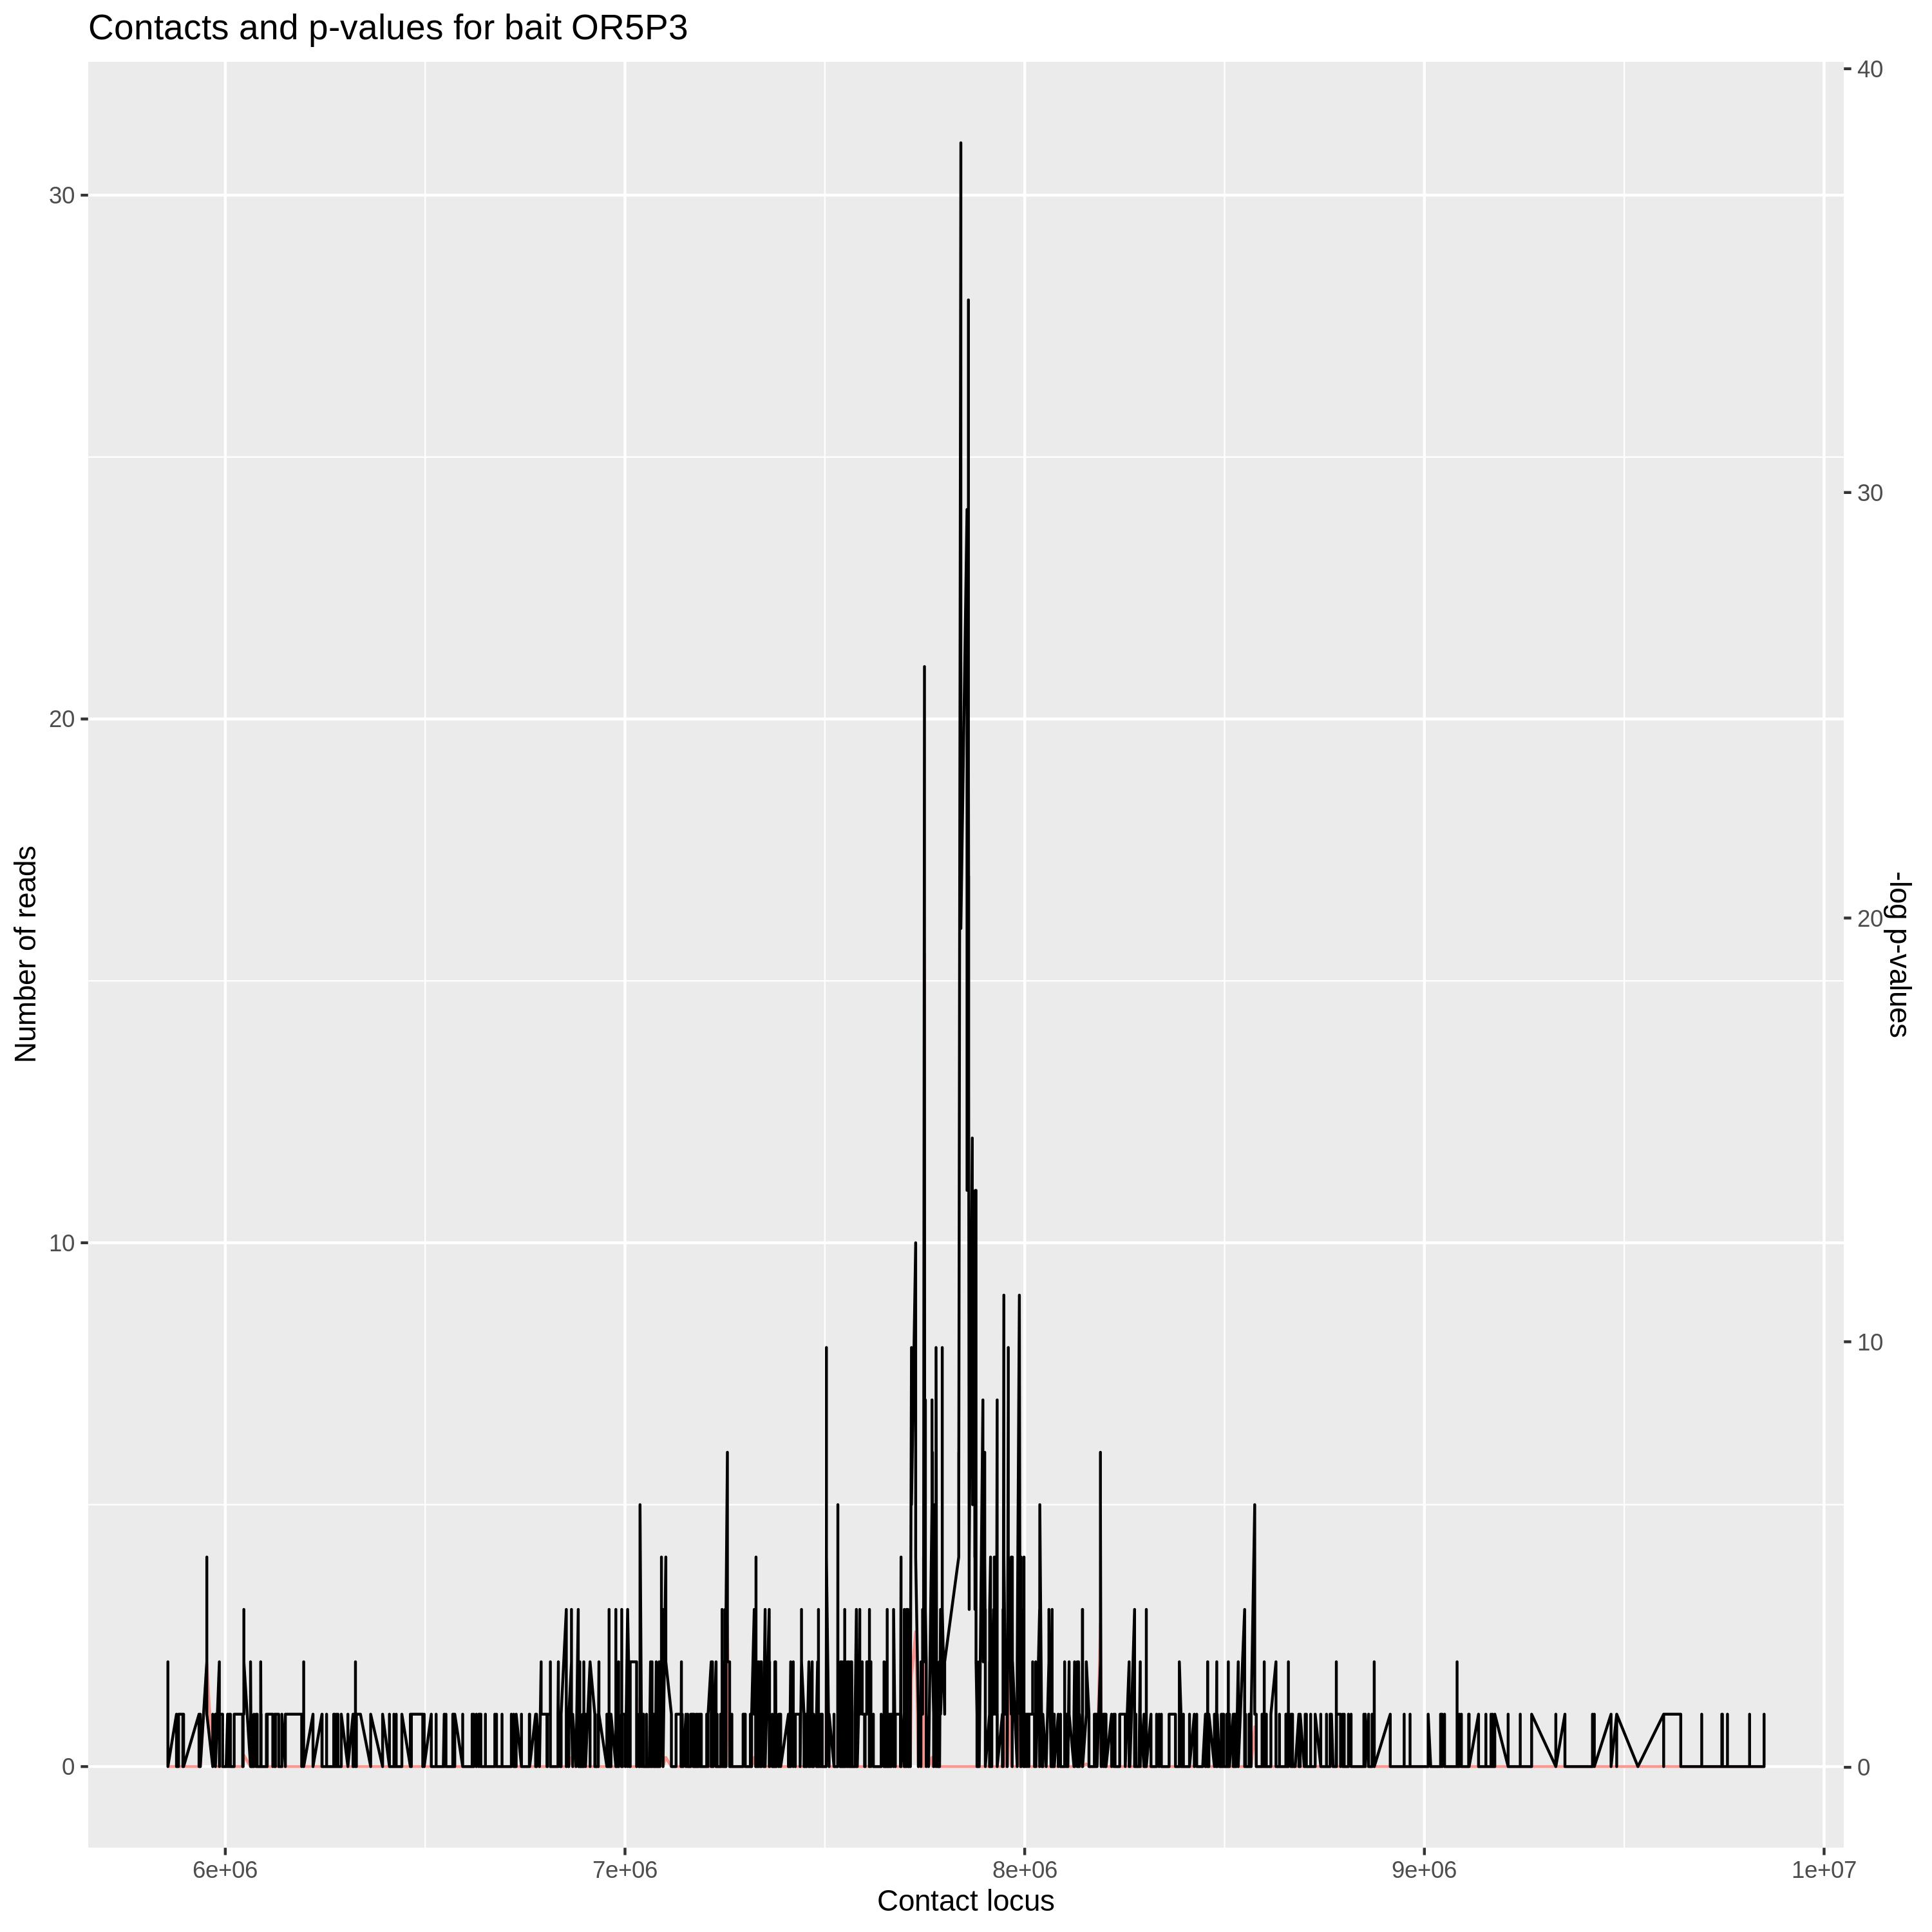 Contacts and p-values for bait OR5P3
40
30
30
20
20
10
10
0
0
Number of reads
-log p-values
6e+06
7e+06
8e+06
9e+06
1e+07
Contact locus